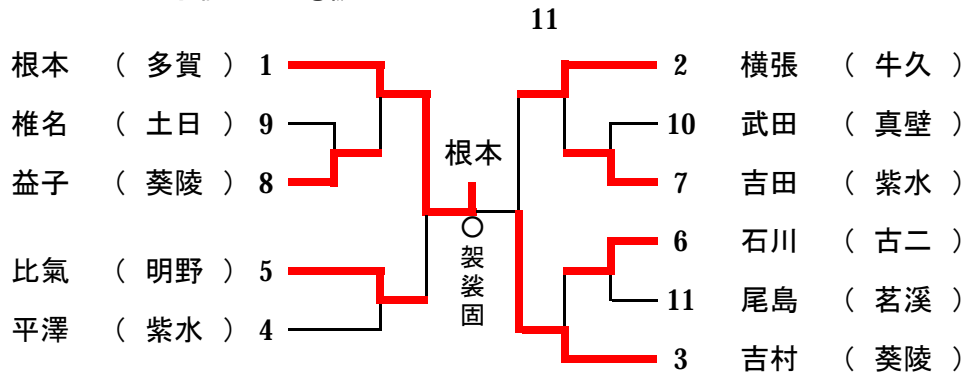 11
根本 （ 多賀 ） 1
椎名 （ 土日 ） 9
益子 （ 葵陵 ） 8
比氣 （ 明野 ） 5
平澤 （ 紫水 ） 4
根本
○
袈裟固
2 横張 （ 牛久 ）
10 武田 （ 真壁 ）
7 吉田 （ 紫水 ）
6 石川 （ 古二 ）
11 尾島 （ 茗溪 ）
3 吉村 （ 葵陵 ）